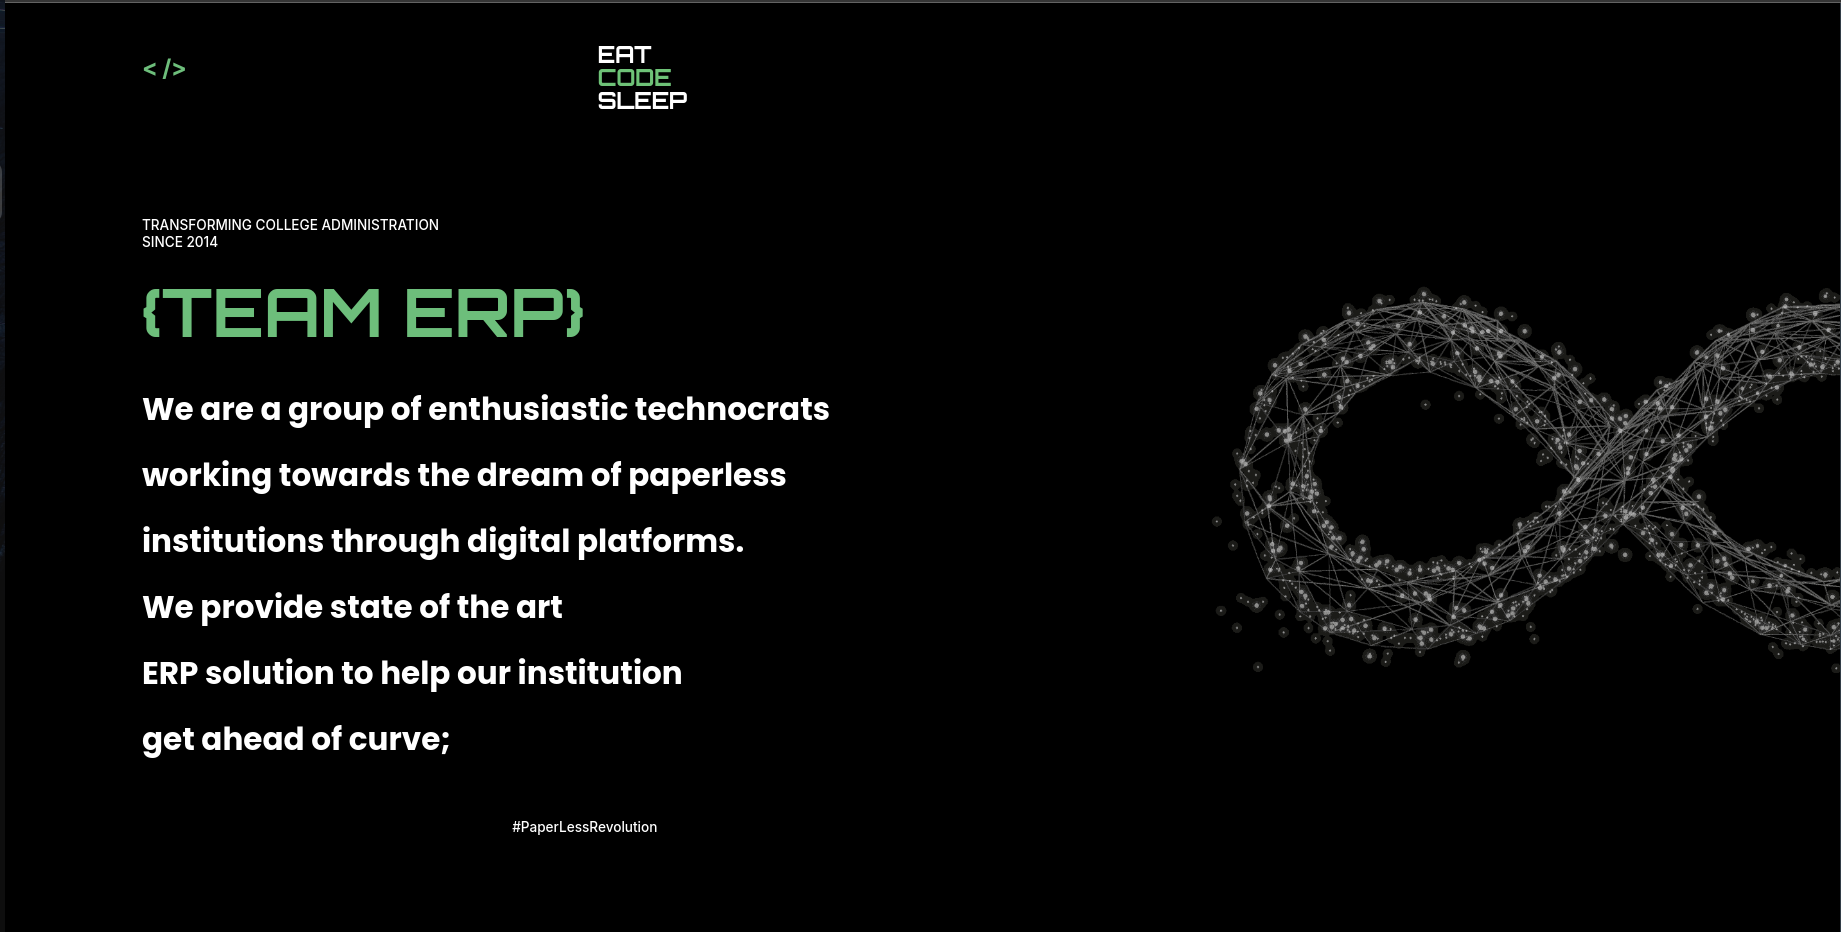 </>
EAT
CODE
SLEEP
TRANSFORMING COLLEGE ADMINISTRATION
SINCE 2014
{TEAM ERP}
We are a group of enthusiastic technocrats
working towards the dream of paperless
institutions through digital platforms.
We provide state of the art
ERP solution to help our institution
get ahead of curve;
#PaperLessRevolution